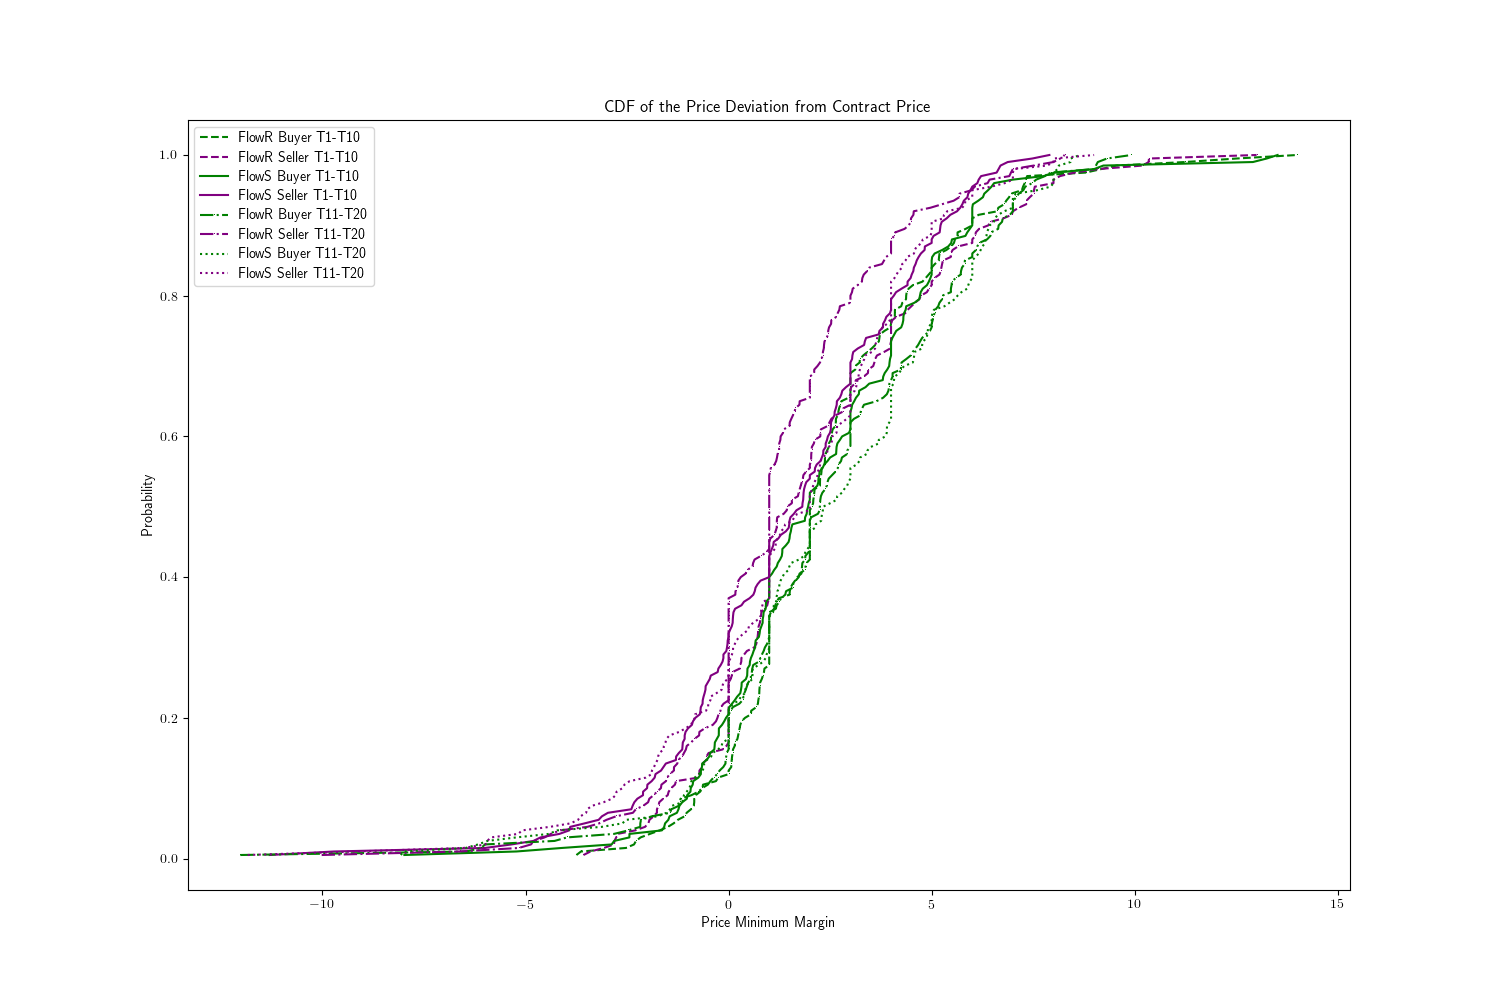 CDF of the Price Deviation from Contract Price
FlowR Buyer T1-T10
FlowR Seller T1-T10
FlowS Buyer T1-T10
FlowS Seller T1-T10
FlowR Buyer T11-T20
FlowR Seller T11-T20
FlowS Buyer T11-T20
FlowS Seller T11-T20
1.0
0.8
0.6
0.4
0.2
0.0
Probability
−10 −5 0 5 10 15
Price Minimum Margin